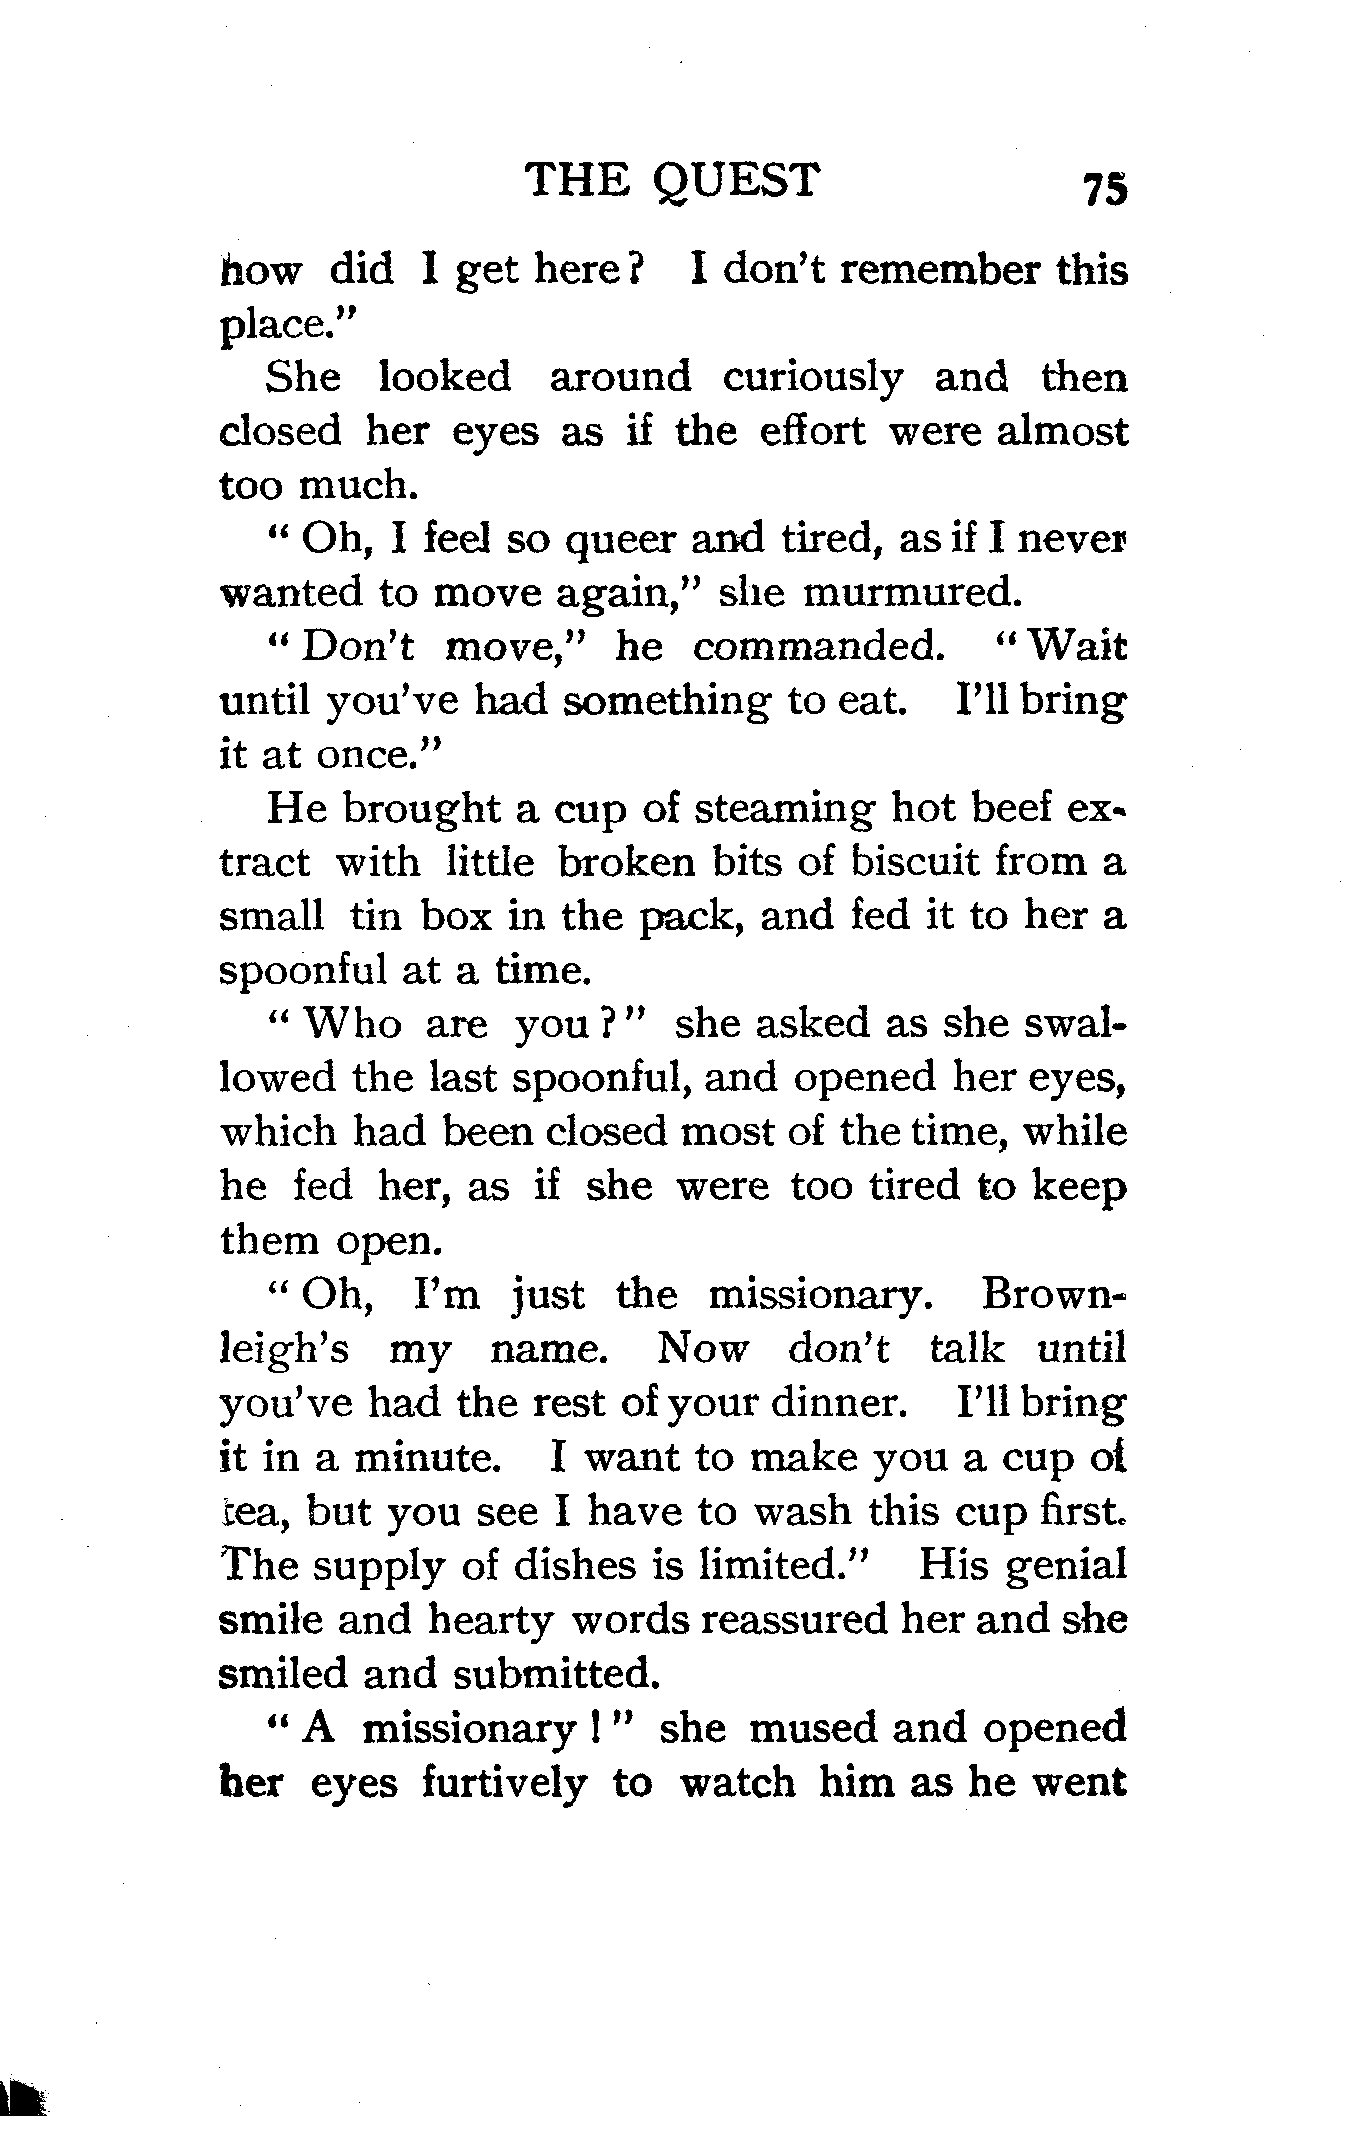 THE QUEST 75
how did I get here? I don't remember this
place."
She looked around curiously and then
closed her eyes as if the effort were almost
too much.
"Oh, I feel so queer and tired, as if I never
wanted to move again," she murmured.
"Don't move," he commanded. "Wait
until you've had something to eat. I'll bring
it at once."
He brought a cup of steaming hot beef ex-
tract with little broken bits of biscuit from a
small tin box in the pack, and fed it to her a
spoonful at a time.
"Who are you?" she asked as she swal-
lowed the last spoonful, and opened her eyes,
which had been closed most of the time, while
he fed her, as if she were too tired to keep
them open.
"Oh, I'm just the missionary. Brown-
leigh's my name. Now don't talk until
you've had the rest of your dinner. I'll bring
it in a minute. I want to make you a cup of
tea, but you see I have to wash this cup first.
The supply of dishes is limited." His genial
smile and hearty words reassured her and she
smiled and submitted.
"A missionary!" she mused and opened
her eyes furtively to watch him as he went